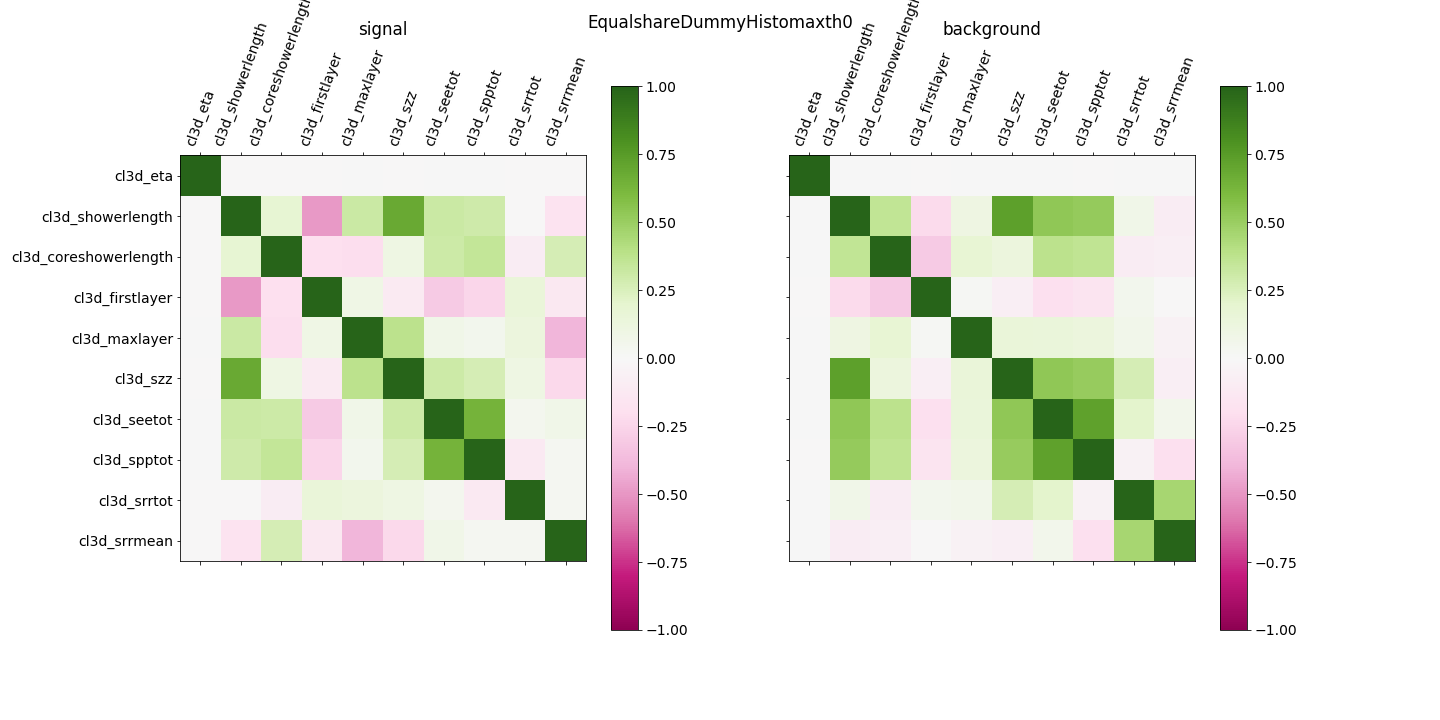 EqualshareDummyHistomaxth0
signal
background
cl3d_eta
cl3d_showerlength
cl3d_coreshowerlength
cl3d_firstlayer
cl3d_maxlayer
cl3d_szz
cl3d_seetot
cl3d_spptot
cl3d_srrtot
cl3d_srrmean
cl3d_eta
cl3d_showerlength
cl3d_coreshowerlength
cl3d_firstlayer
cl3d_maxlayer
cl3d_szz
cl3d_seetot
cl3d_spptot
cl3d_srrtot
cl3d_srrmean
1.00
0.75
0.50
0.25
0.00
−0.25
−0.50
−0.75
−1.00
cl3d_eta
cl3d_showerlength
cl3d_coreshowerlength
cl3d_firstlayer
cl3d_maxlayer
cl3d_szz
cl3d_seetot
cl3d_spptot
cl3d_srrtot
cl3d_srrmean
1.00
0.75
0.50
0.25
0.00
−0.25
−0.50
−0.75
−1.00